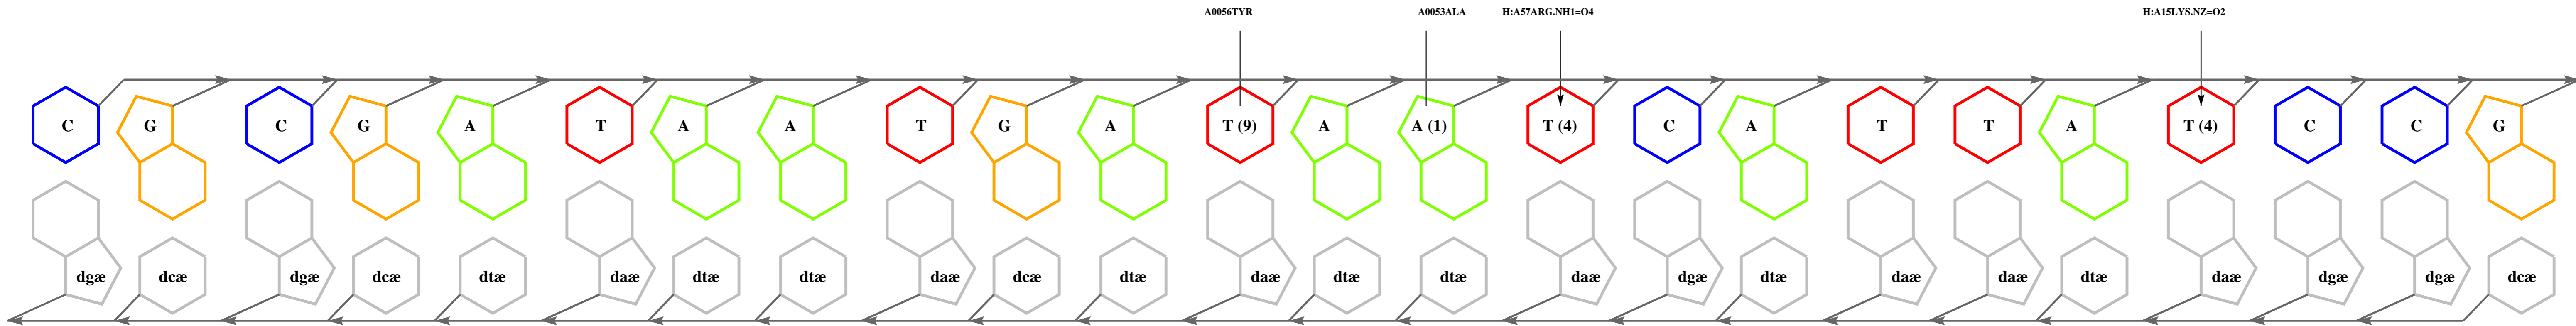 A0056TYR A0053ALA H:A57ARG.NH1=O4 H:A15LYS.NZ=O2
C G C G A T A A T G A T (9) A A (1) T (4) C A T T A T (4) C C G
dgæ dcæ dgæ dcæ dtæ daæ dtæ dtæ daæ dcæ dtæ daæ dtæ dtæ daæ dgæ dtæ daæ daæ dtæ daæ dgæ dgæ dcæ